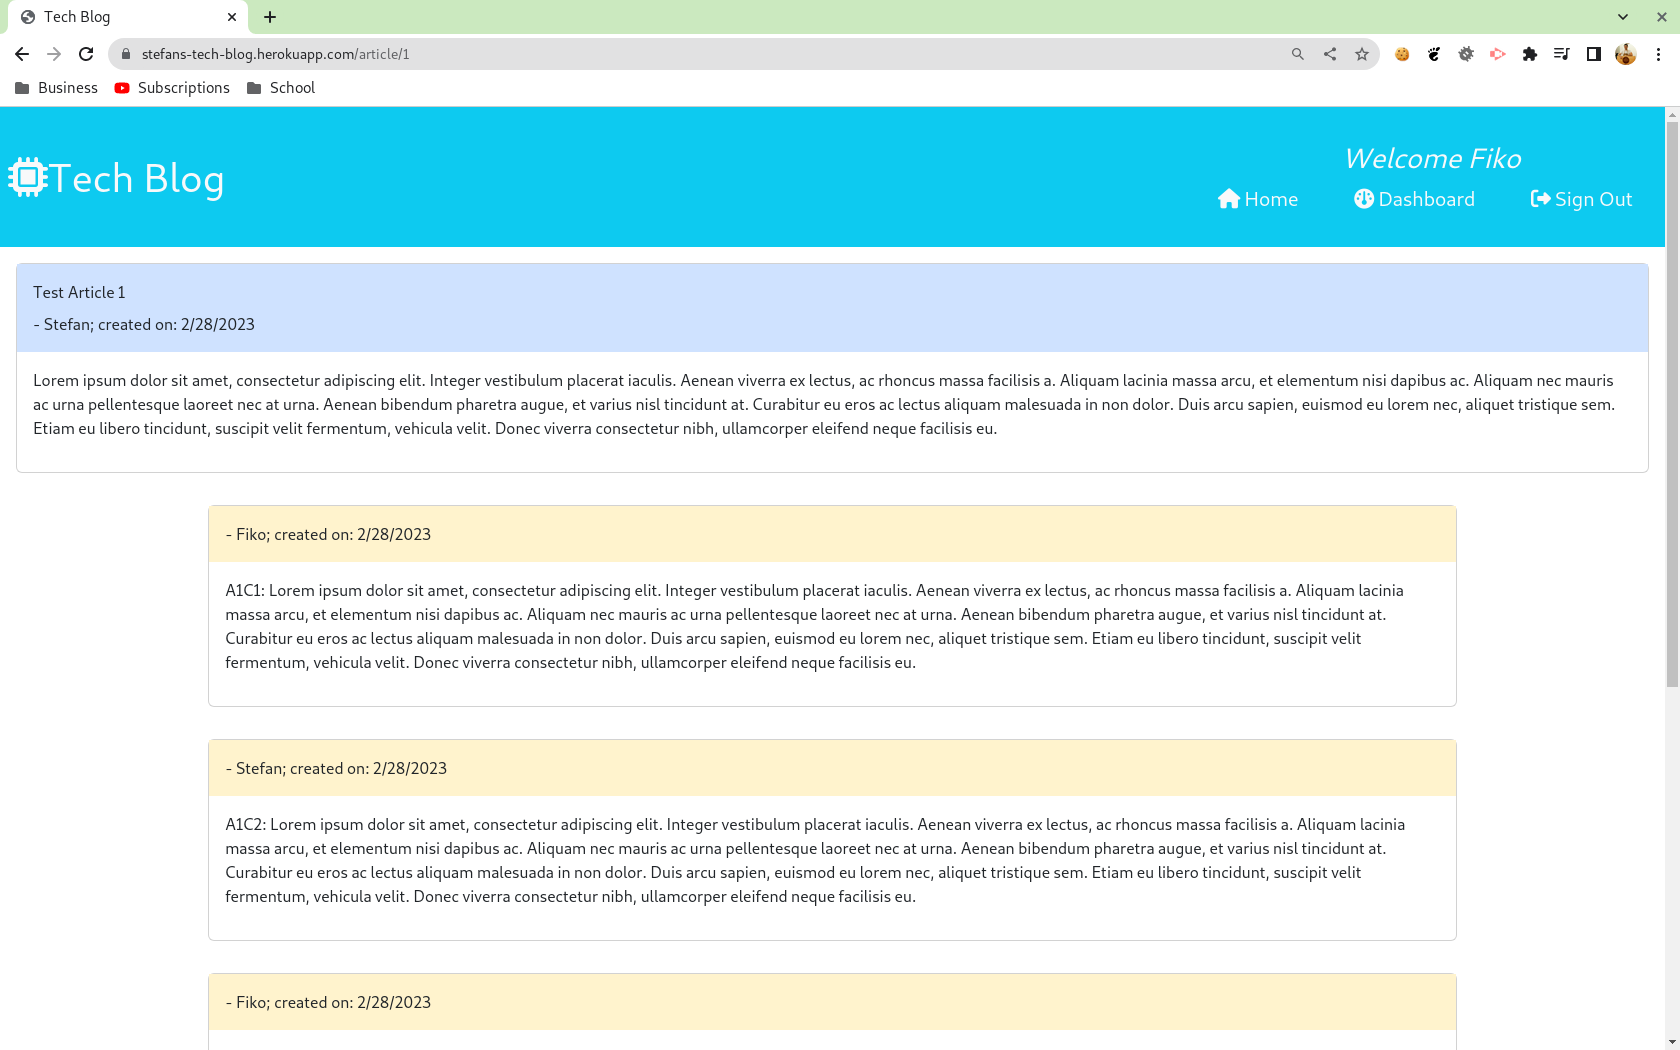 Tech Blog
stefans-tech-blog.herokuapp.com/article/1
Business Subscriptions School
Tech Blog
Welcome Fiko
Home Dashboard Sign Out
Test Article 1
- Stefan; created on: 2/28/2023
Lorem ipsum dolor sit amet, consectetur adipiscing elit. Integer vestibulum placerat iaculis. Aenean viverra ex lectus, ac rhoncus massa facilisis a. Aliquam lacinia massa arcu, et elementum nisi dapibus ac. Aliquam nec mauris
ac urna pellentesque laoreet nec at urna. Aenean bibendum pharetra augue, et varius nisl tincidunt at. Curabitur eu eros ac lectus aliquam malesuada in non dolor. Duis arcu sapien, euismod eu lorem nec, aliquet tristique sem.
Etiam eu libero tincidunt, suscipit velit fermentum, vehicula velit. Donec viverra consectetur nibh, ullamcorper eleifend neque facilisis eu.
- Fiko; created on: 2/28/2023
A1C1: Lorem ipsum dolor sit amet, consectetur adipiscing elit. Integer vestibulum placerat iaculis. Aenean viverra ex lectus, ac rhoncus massa facilisis a. Aliquam lacinia
massa arcu, et elementum nisi dapibus ac. Aliquam nec mauris ac urna pellentesque laoreet nec at urna. Aenean bibendum pharetra augue, et varius nisl tincidunt at.
Curabitur eu eros ac lectus aliquam malesuada in non dolor. Duis arcu sapien, euismod eu lorem nec, aliquet tristique sem. Etiam eu libero tincidunt, suscipit velit
fermentum, vehicula velit. Donec viverra consectetur nibh, ullamcorper eleifend neque facilisis eu.
- Stefan; created on: 2/28/2023
A1C2: Lorem ipsum dolor sit amet, consectetur adipiscing elit. Integer vestibulum placerat iaculis. Aenean viverra ex lectus, ac rhoncus massa facilisis a. Aliquam lacinia
massa arcu, et elementum nisi dapibus ac. Aliquam nec mauris ac urna pellentesque laoreet nec at urna. Aenean bibendum pharetra augue, et varius nisl tincidunt at.
Curabitur eu eros ac lectus aliquam malesuada in non dolor. Duis arcu sapien, euismod eu lorem nec, aliquet tristique sem. Etiam eu libero tincidunt, suscipit velit
fermentum, vehicula velit. Donec viverra consectetur nibh, ullamcorper eleifend neque facilisis eu.
- Fiko; created on: 2/28/2023